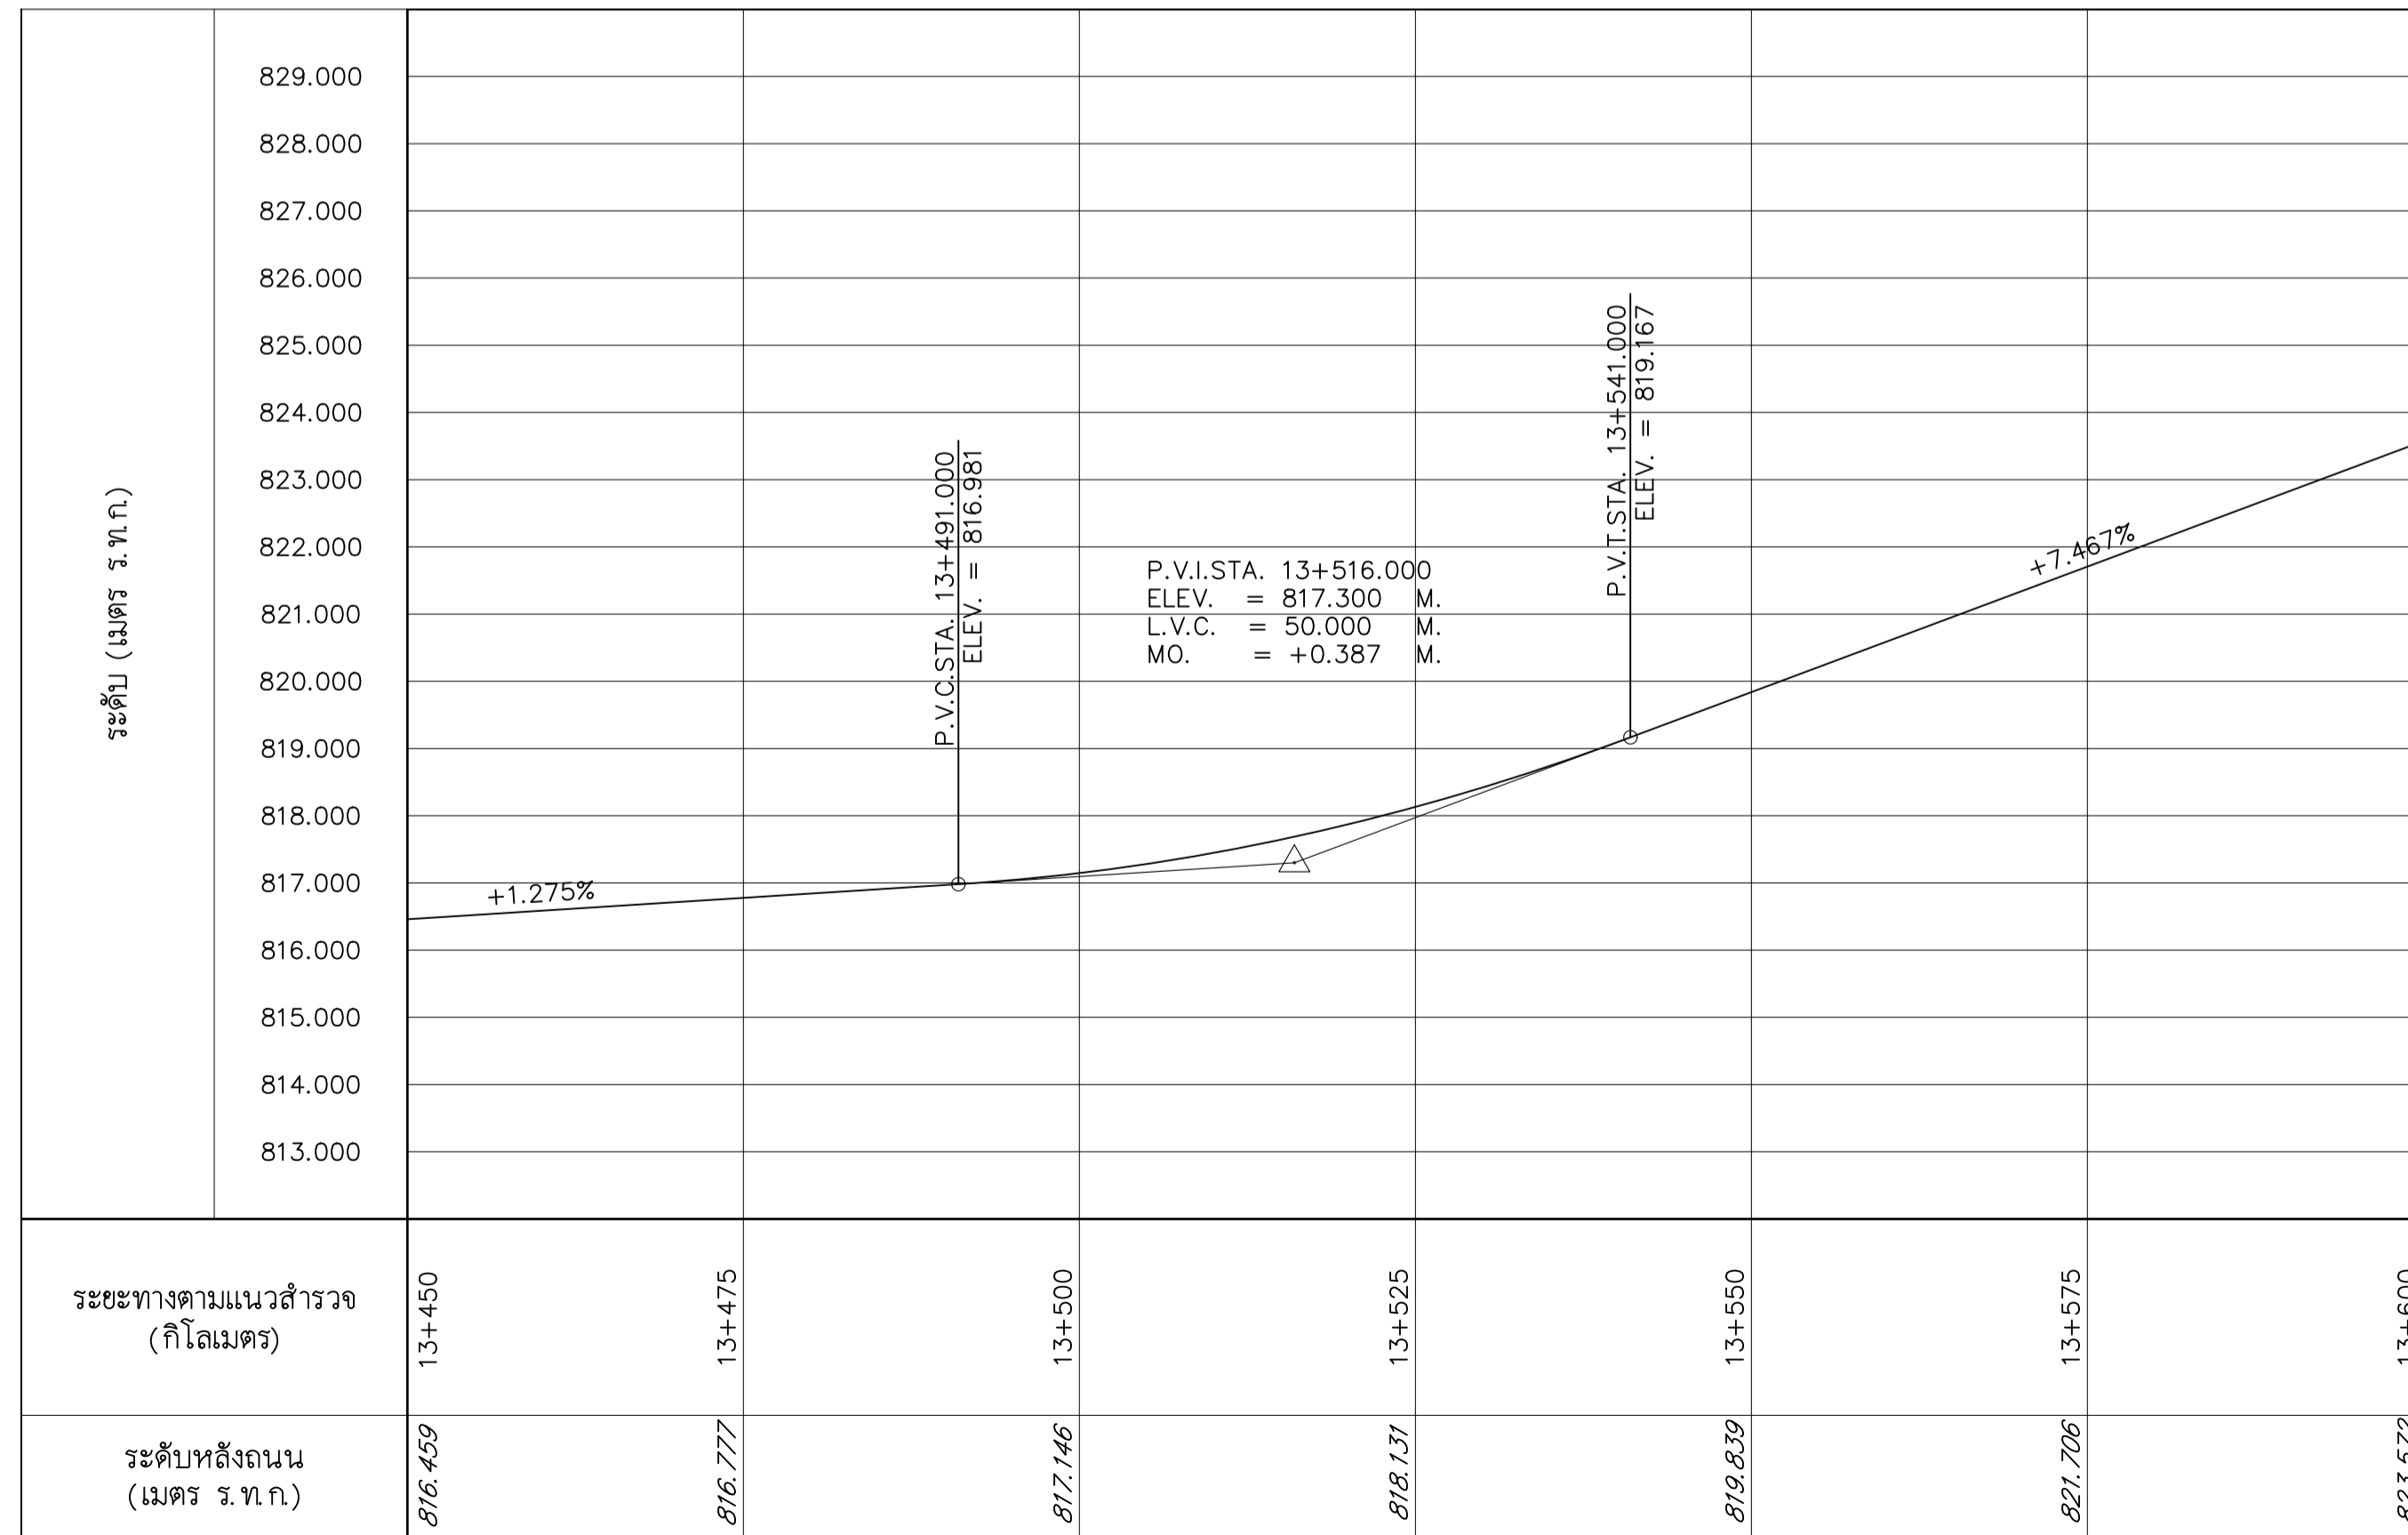 829.000
828.000
827.000
826.000
825.000
824.000
823.000
822.000
821.000
820.000
819.000
818.000
817.000
816.000
815.000
814.000
813.000
ระดับ (เมตร ร.ท.ก.)
+1.275%
P.V.C.STA. 13+491.000
ELEV. = 816.981
P.V.I.STA. 13+516.000
ELEV. = 817.300 M.
L.V.C. = 50.000 M.
MO. = +0.387 M.
P.V.T.STA. 13+541.000
ELEV. = 819.167
+7.467%
ระยะทางตามแนวสำรวจ
(กิโลเมตร)
13+450
13+475
13+500
13+525
13+550
13+575
13+600
ระดับหลังถนน
(เมตร ร.ท.ก.)
816.459
816.777
817.146
818.131
819.839
821.706
823.572